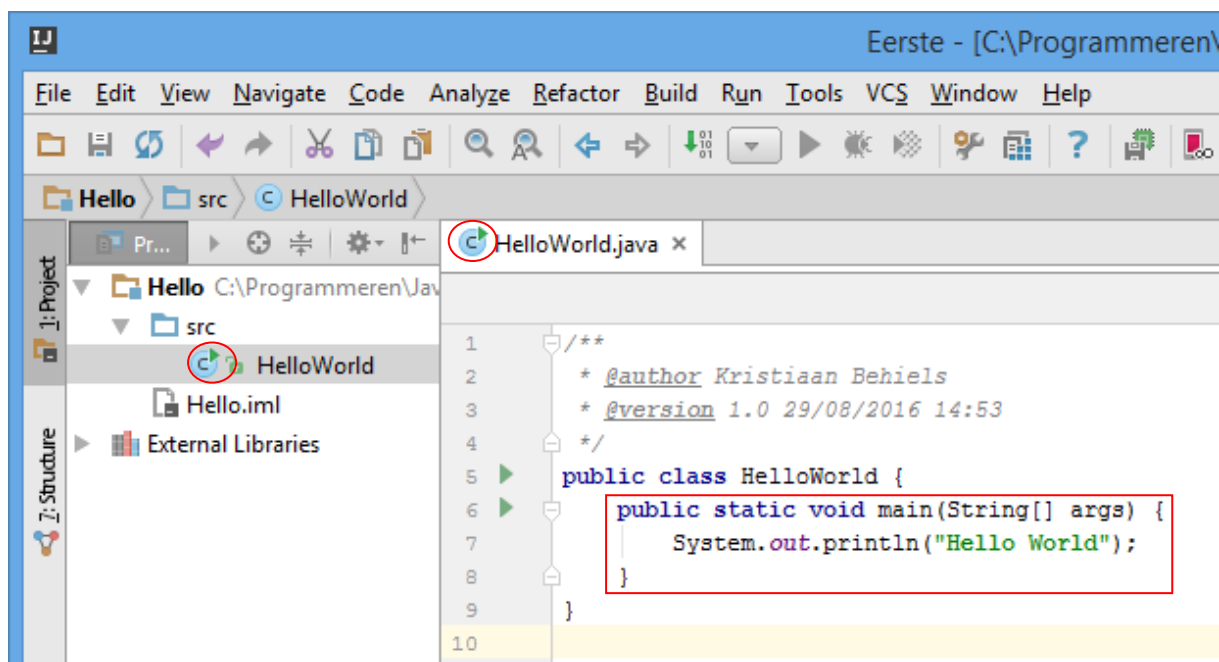 IJ
Eerste - [C:\Programmeren\
File Edit View Navigate Code Analyze Refactor Build Run Tools VCS Window Help
Hello src C HelloWorld
Pr...
C HelloWorld.java ×
1: Project
Hello C:\Programmeren\Jav
src
C HelloWorld
Hello.iml
External Libraries
7: Structure
1 /**
2 * @author Kristiaan Behiels
3 * @version 1.0 29/08/2016 14:53
4 */
5 public class HelloWorld {
6 public static void main(String[] args) {
7 System.out.println("Hello World");
8 }
9 }
10